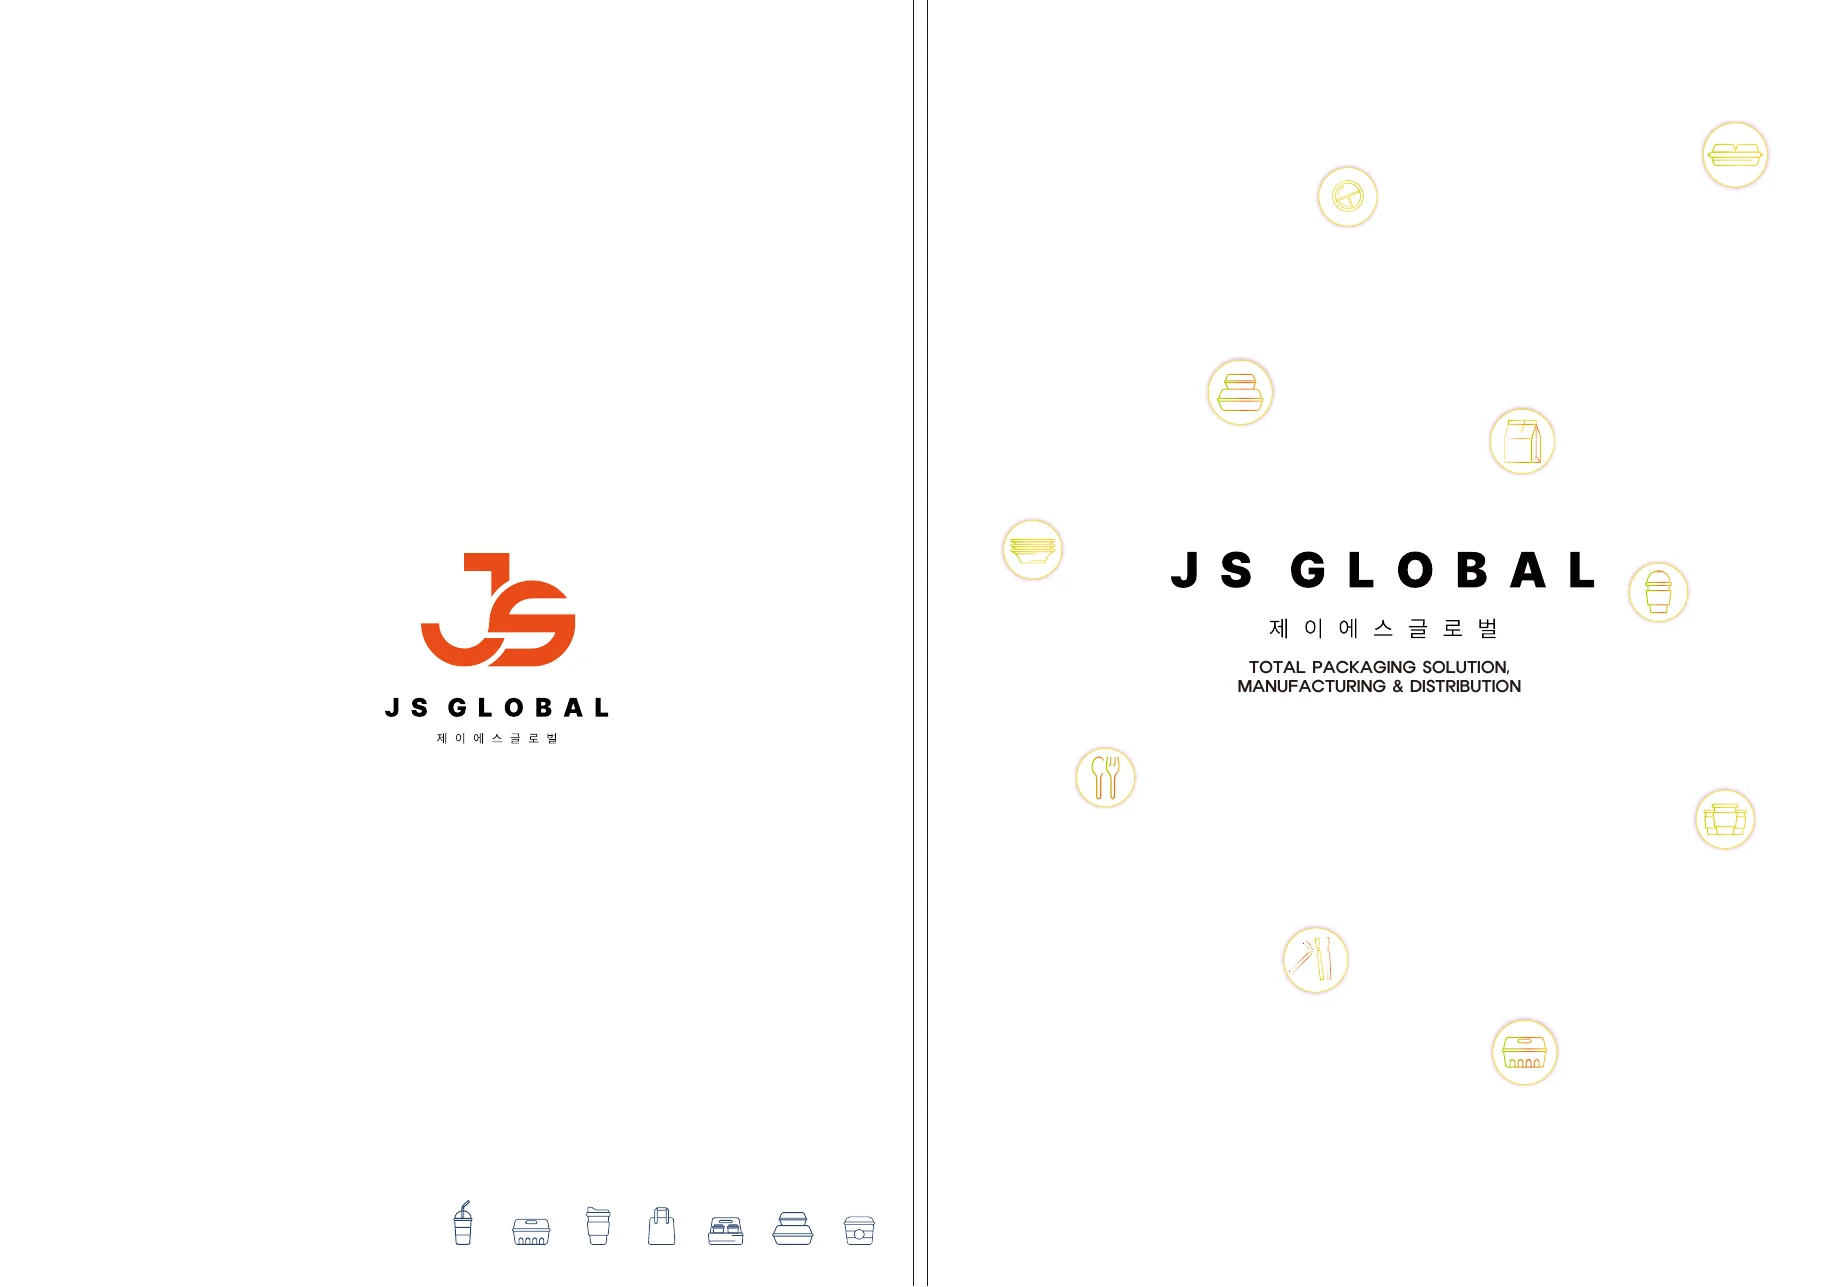 JS
JS GLOBAL
제이에스글로벌
JS GLOBAL
제이에스글로벌
TOTAL PACKAGING SOLUTION,
MANUFACTURING & DISTRIBUTION